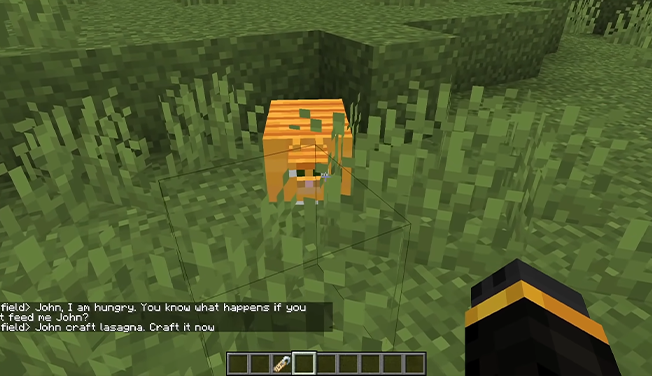 field> John, I am hungry. You know what happens if you
t feed me John?
field> John craft lasagna. Craft it now